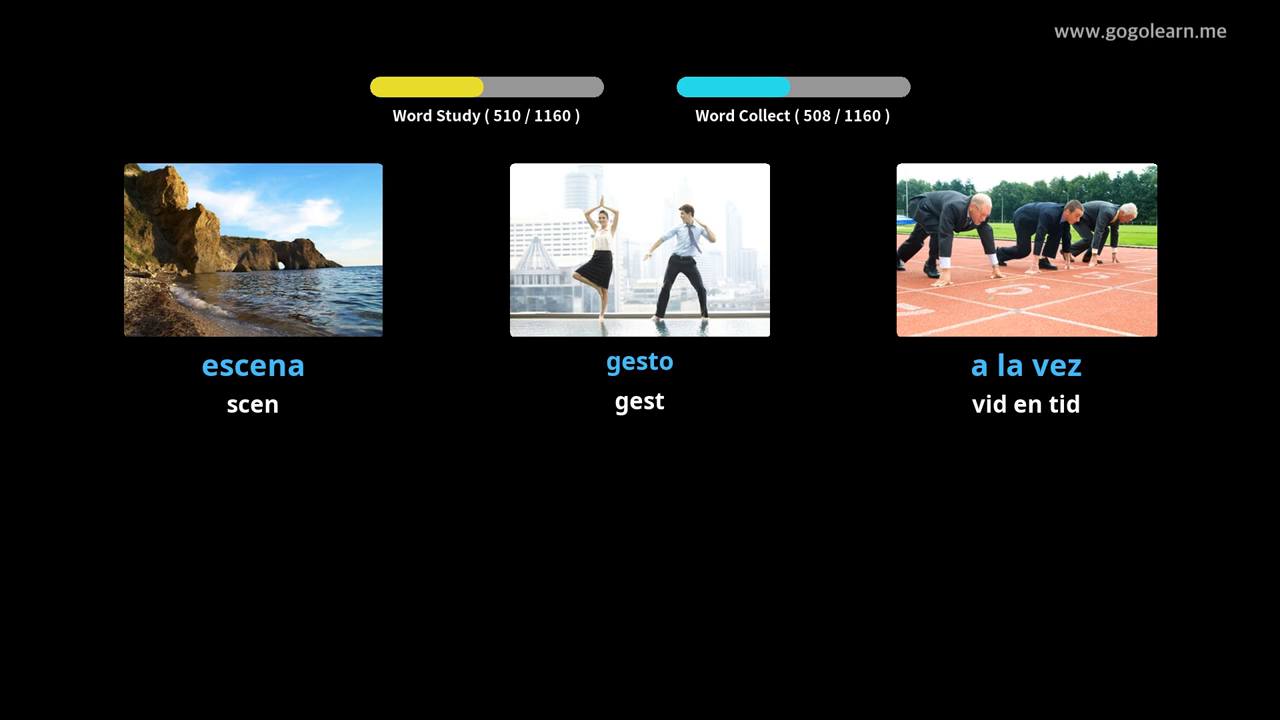 www.gogolearn.me
Word Study ( 510 / 1160 )
Word Collect ( 508 / 1160 )
escena
scen
gesto
gest
a la vez
vid en tid